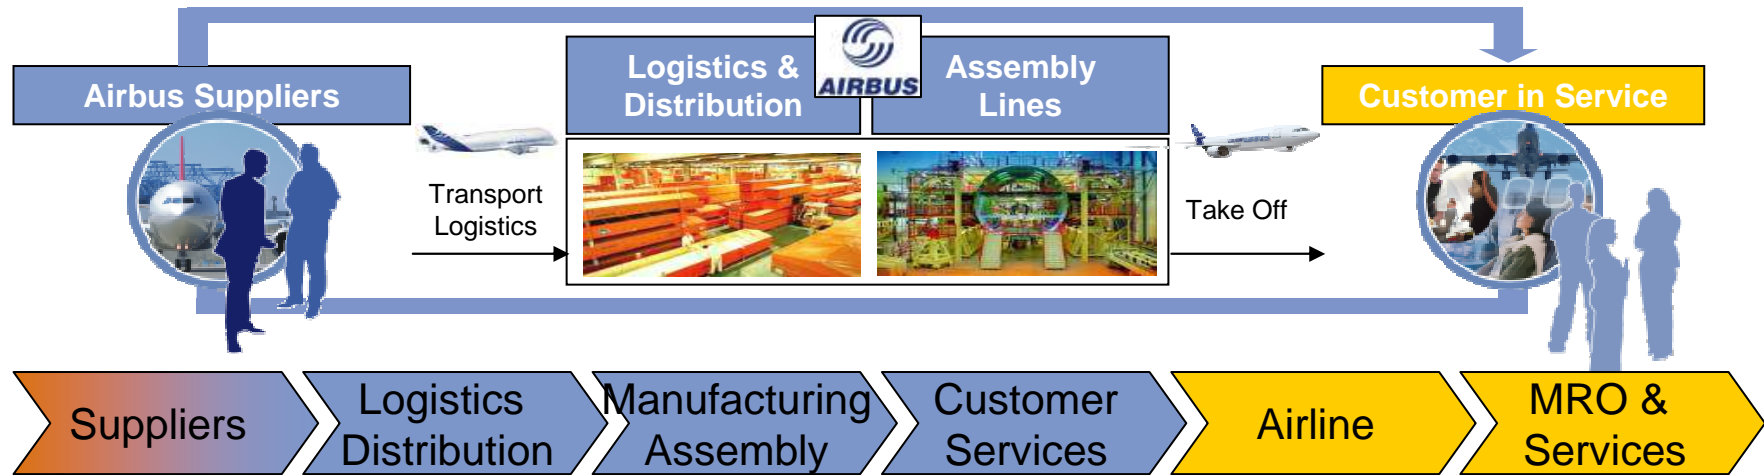 Airbus Suppliers
Logistics &
Distribution
AIRBUS
Assembly
Lines
Customer in Service
Transport
Logistics
Take Off
Suppliers
Logistics
Distribution
Manufacturing
Assembly
Customer
Services
Airline
MRO &
Services